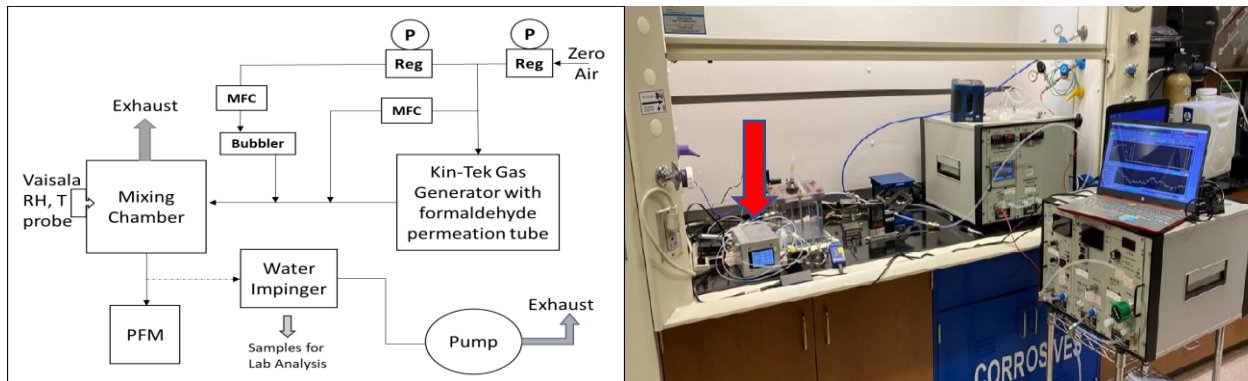 P
P
Reg
Reg
Zero
Air
MFC
MFC
Exhaust
Bubbler
Vaisala
RH, T
probe
Mixing
Chamber
Kin-Tek Gas
Generator with
formaldehyde
permeation tube
Water
Impinger
Exhaust
PFM
Pump
Samples for
Lab Analysis
CORROSIVES